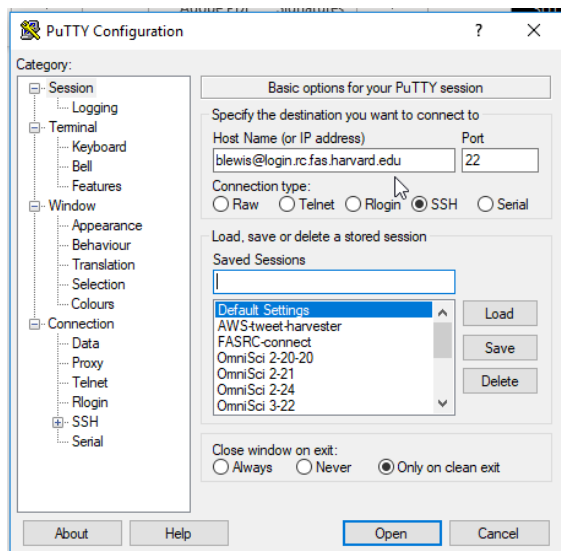 PuTTY Configuration
? ×
Category:
Session
Logging
Terminal
Keyboard
Bell
Features
Window
Appearance
Behaviour
Translation
Selection
Colours
Connection
Data
Proxy
Telnet
Rlogin
SSH
Serial
Basic options for your PuTTY session
Specify the destination you want to connect to
Host Name (or IP address) Port
blewis@login.rc.fas.harvard.edu 22
Connection type:
Raw Telnet Rlogin SSH Serial
Load, save or delete a stored session
Saved Sessions
Default Settings
AWS-tweet-harvester
FASRC-connect
OmniSci 2-20-20
OmniSci 2-21
OmniSci 2-24
OmniSci 3-22
Load
Save
Delete
Close window on exit:
Always Never Only on clean exit
About Help Open Cancel